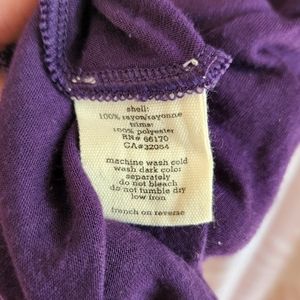 shell:
100% rayon/rayonne
trims:
100% polyester
RN# 66170
CA#32084
machine wash cold
wash dark color
separately
do not bleach
do not tumble dry
low iron
french on reverse